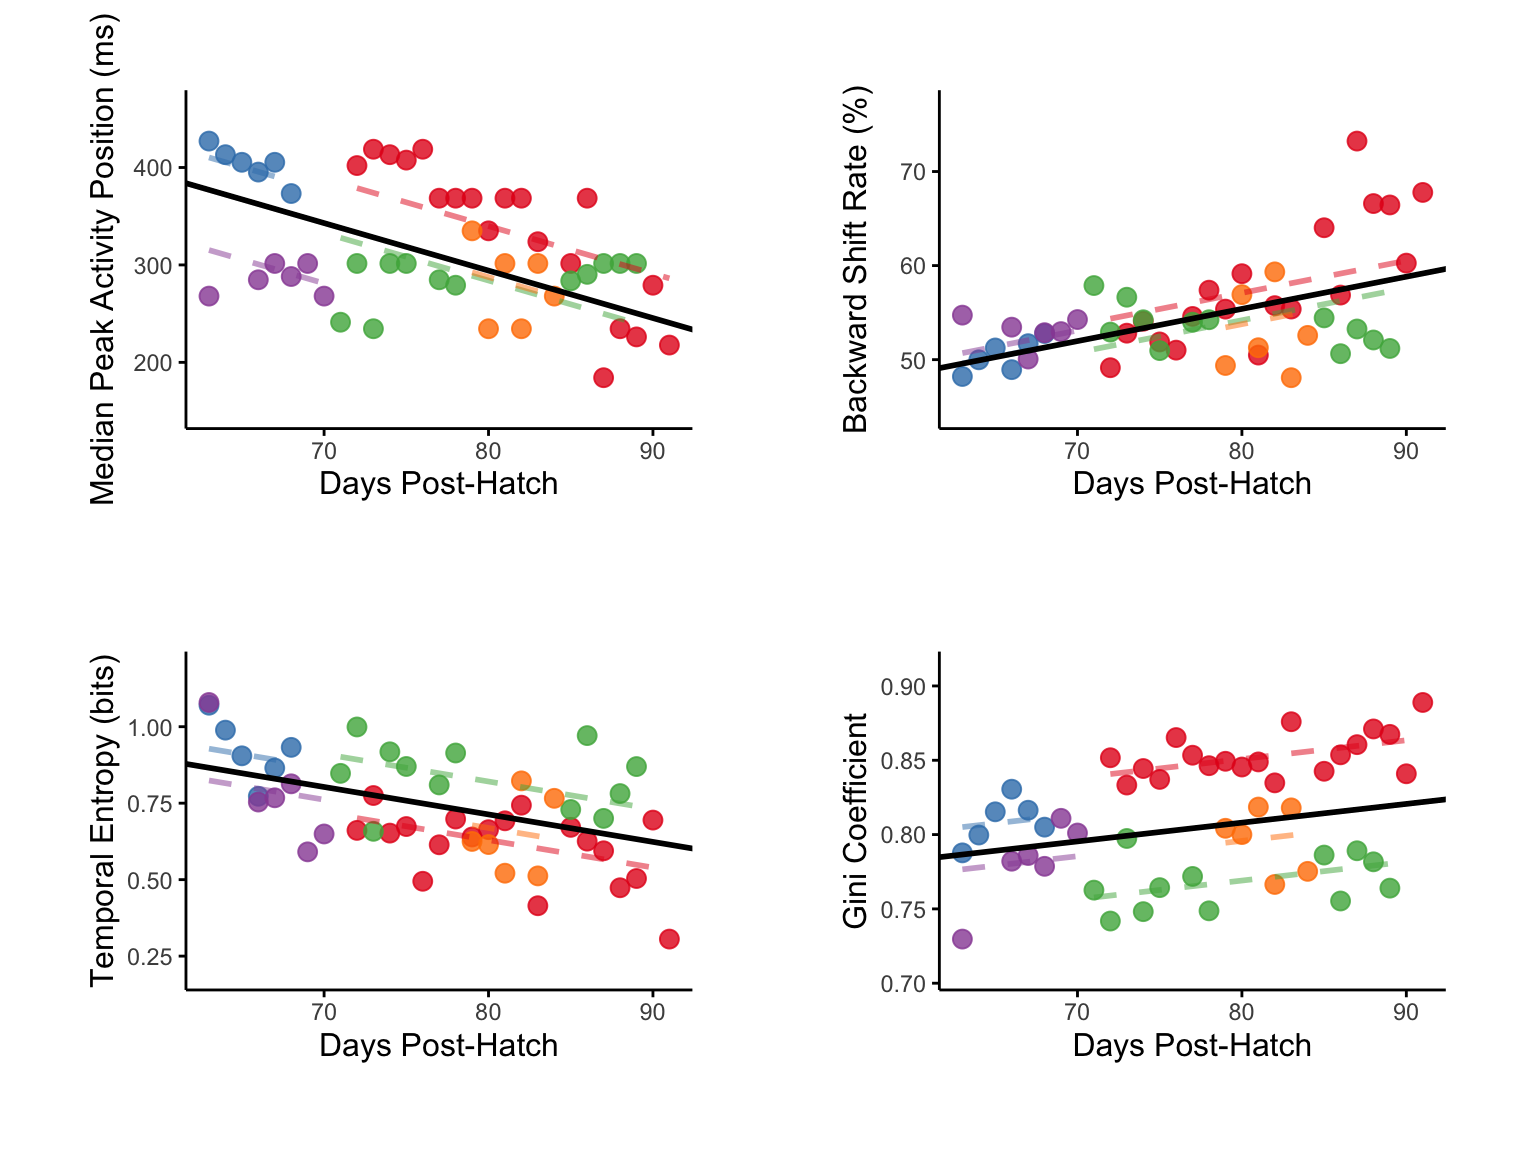 Median Peak Activity Position (ms)
400
300
200
70 80 90
Days Post-Hatch
Backward Shift Rate (%)
70
60
50
70 80 90
Days Post-Hatch
Temporal Entropy (bits)
1.00
0.75
0.50
0.25
70 80 90
Days Post-Hatch
Gini Coefficient
0.90
0.85
0.80
0.75
0.70
70 80 90
Days Post-Hatch